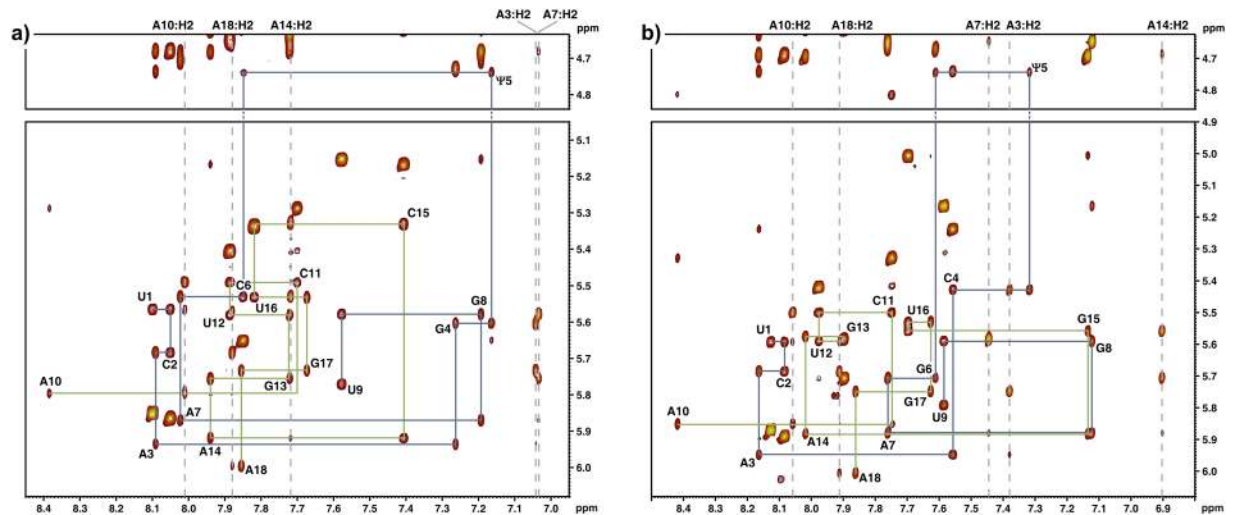 A10:H2 A18:H2 A14:H2 A3:H2 A7:H2
a)
ppm
4.7
4.8
Ψ5
5.1
5.2
5.3
5.4
5.5
5.6
5.7
5.8
5.9
6.0
C15
C11
U1
C6
U16
G8
U12
G4
C2
G17
G13
U9
A10
A7
A3
A14
A18
8.4 8.3 8.2 8.1 8.0 7.9 7.8 7.7 7.6 7.5 7.4 7.3 7.2 7.1 7.0 ppm
A10:H2 A18:H2 A7:H2 A3:H2 A14:H2
b)
ppm
4.7
4.8
Ψ5
4.9
5.0
5.1
5.2
5.3
5.4
5.5
5.6
5.7
5.8
5.9
6.0
C4
C11
U16
U1
G13
G15
U12
G8
C2
G6
G17
U9
A10
A14
A7
A3
A18
8.4 8.3 8.2 8.1 8.0 7.9 7.8 7.7 7.6 7.5 7.4 7.3 7.2 7.1 7.0 6.9 ppm